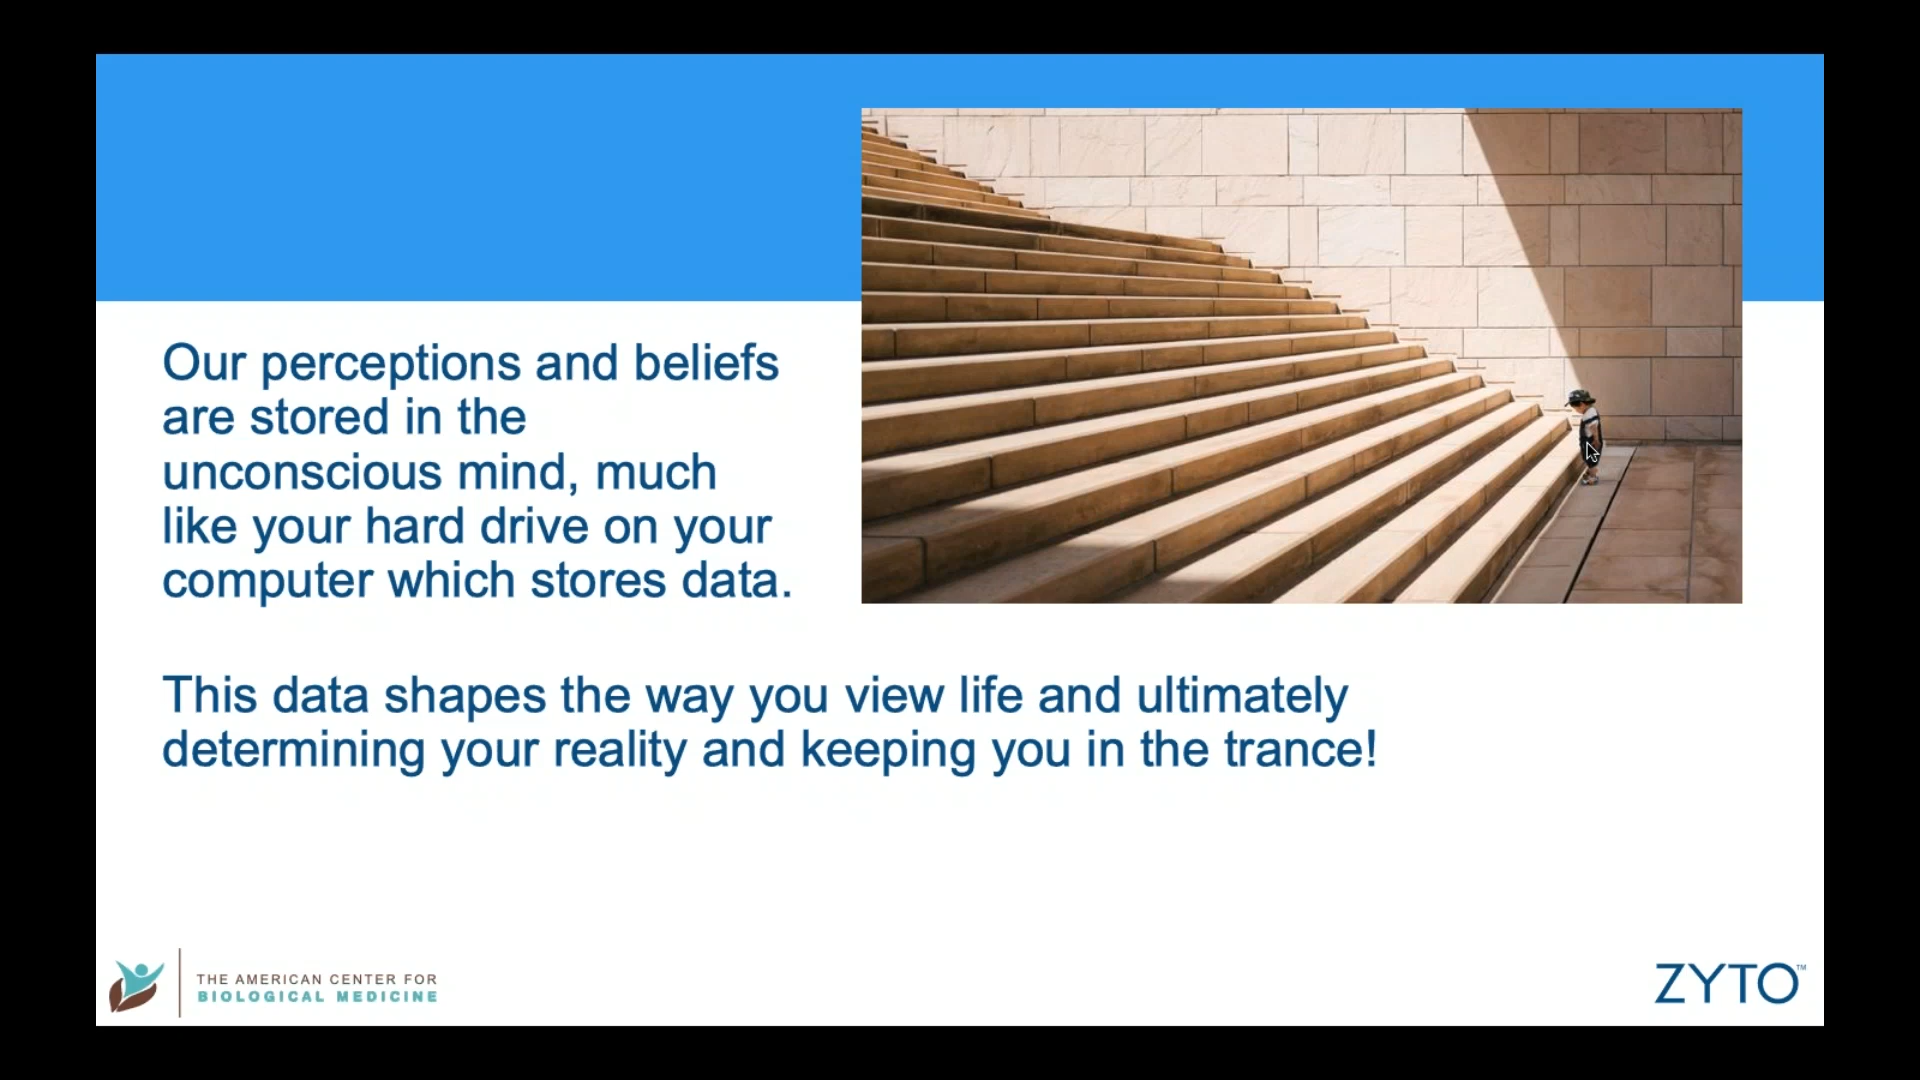 Our perceptions and beliefs
are stored in the
unconscious mind, much
like your hard drive on your
computer which stores data.
This data shapes the way you view life and ultimately
determining your reality and keeping you in the trance!
THE AMERICAN CENTER FOR
BIOLOGICAL MEDICINE
ZYTO™